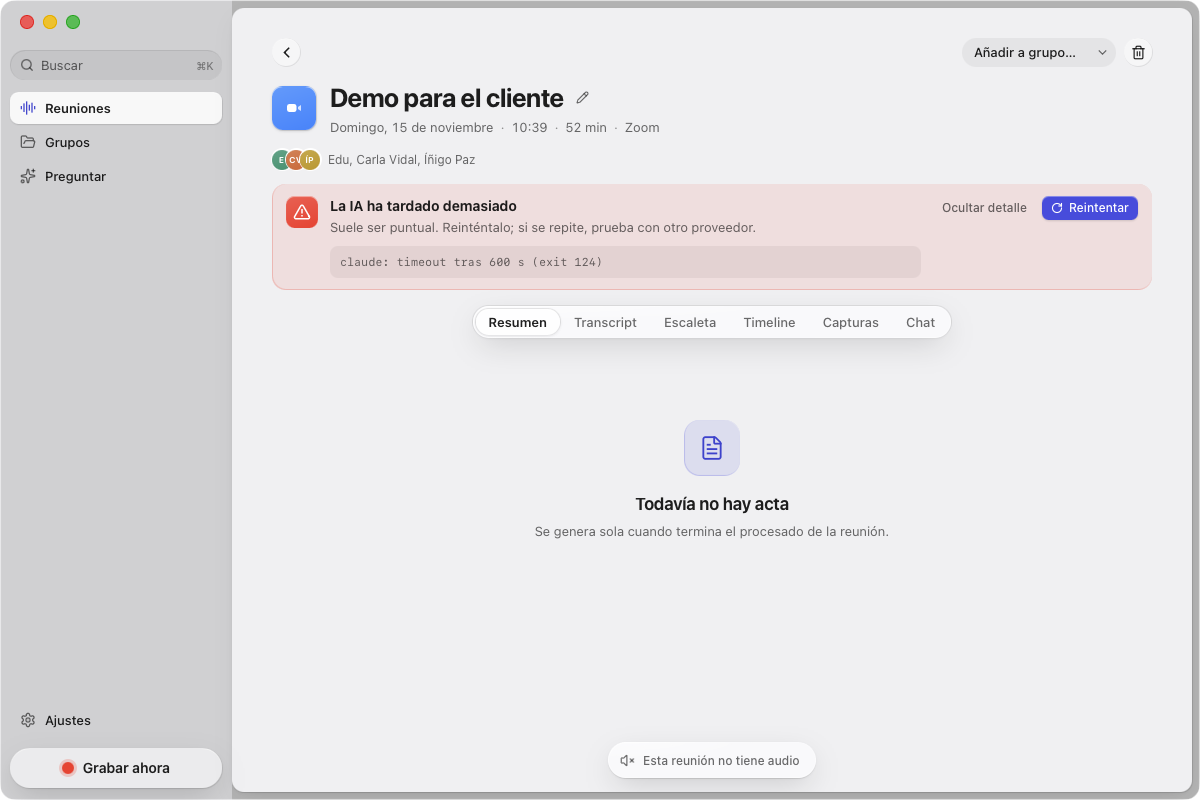 Buscar ⌘K
Reuniones
Grupos
Preguntar
Ajustes
Grabar ahora
Añadir a grupo...
Demo para el cliente
Domingo, 15 de noviembre · 10:39 · 52 min · Zoom
E CV ÍP Edu, Carla Vidal, Íñigo Paz
La IA ha tardado demasiado
Suele ser puntual. Reinténtalo; si se repite, prueba con otro proveedor.
Ocultar detalle Reintentar
claude: timeout tras 600 s (exit 124)
Resumen Transcript Escaleta Timeline Capturas Chat
Todavía no hay acta
Se genera sola cuando termina el procesado de la reunión.
Esta reunión no tiene audio